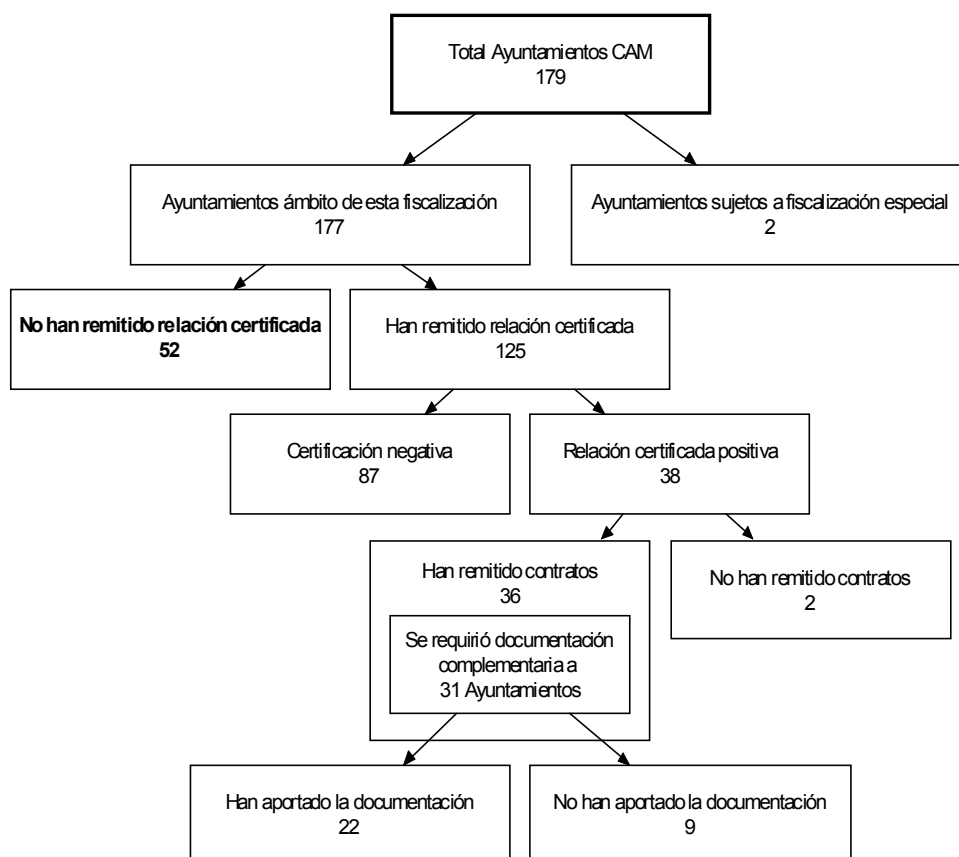 Total Ayuntamientos CAM
179
Ayuntamientos ámbito de esta fiscalización
177
Ayuntamientos sujetos a fiscalización especial
2
No han remitido relación certificada
52
Han remitido relación certificada
125
Certificación negativa
87
Relación certificada positiva
38
Han remitido contratos
36
No han remitido contratos
2
Se requirió documentación
complementaria a
31 Ayuntamientos
Han aportado la documentación
22
No han aportado la documentación
9